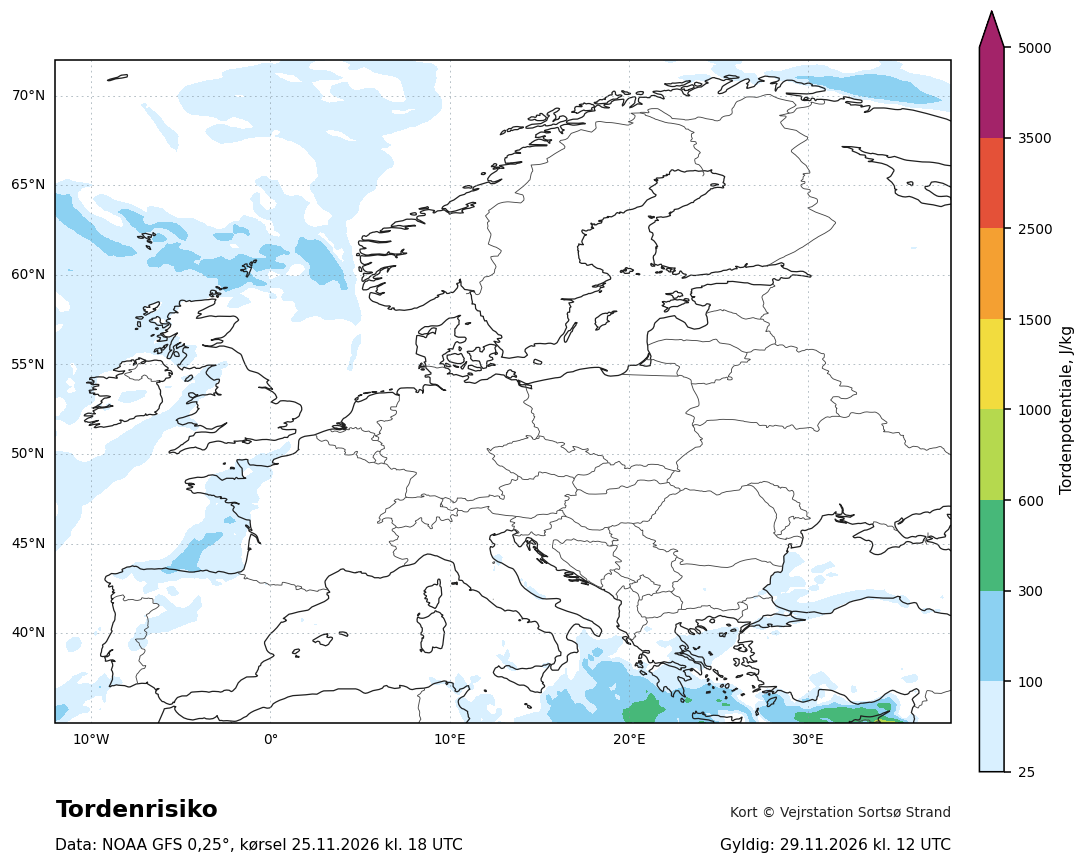 5000
3500
2500
1500
1000
600
300
100
25
Tordenpotentiale, J/kg
70°N
65°N
60°N
55°N
50°N
45°N
40°N
10°W
0°
10°E
20°E
30°E
Tordenrisiko
Kort © Vejrstation Sortsø Strand
Data: NOAA GFS 0,25°, kørsel 25.11.2026 kl. 18 UTC
Gyldig: 29.11.2026 kl. 12 UTC